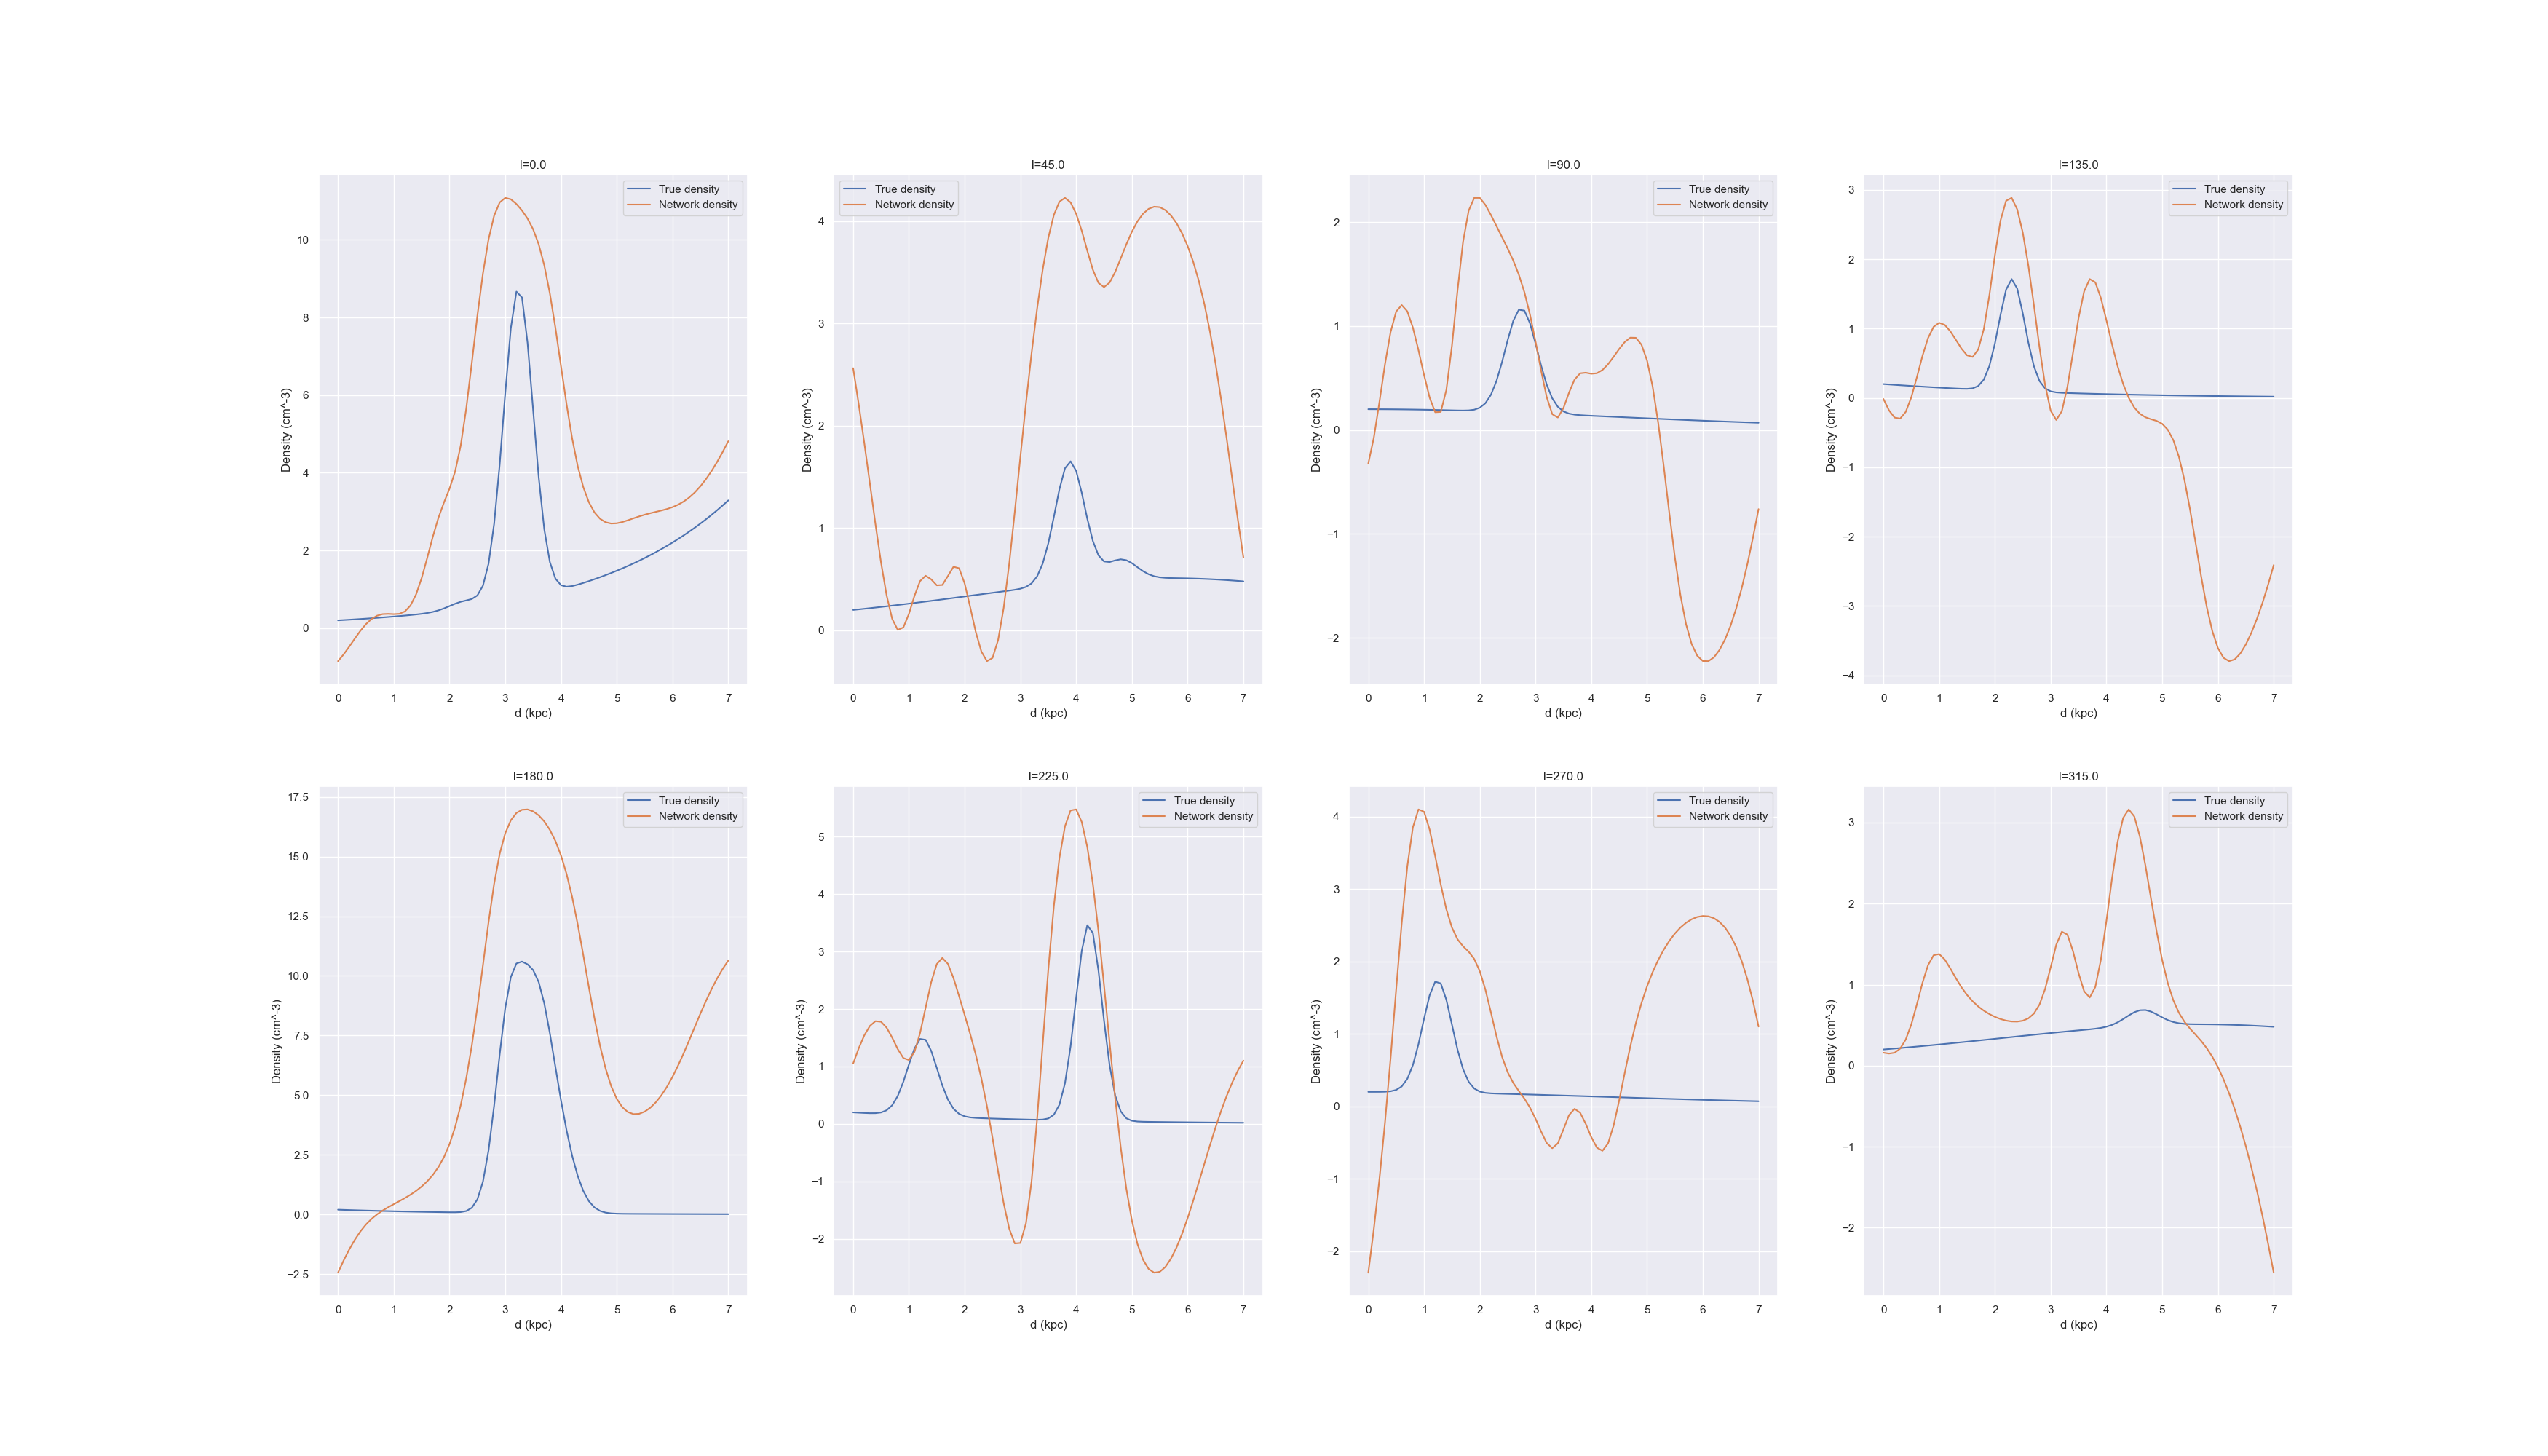 l=0.0
True density
Network density
Density (cm^-3)
10
8
6
4
2
0
0 1 2 3 4 5 6 7
d (kpc)
l=45.0
True density
Network density
Density (cm^-3)
4
3
2
1
0
0 1 2 3 4 5 6 7
d (kpc)
l=90.0
True density
Network density
Density (cm^-3)
2
1
0
−1
−2
0 1 2 3 4 5 6 7
d (kpc)
l=135.0
True density
Network density
Density (cm^-3)
3
2
1
0
−1
−2
−3
−4
0 1 2 3 4 5 6 7
d (kpc)
l=180.0
True density
Network density
Density (cm^-3)
17.5
15.0
12.5
10.0
7.5
5.0
2.5
0.0
−2.5
0 1 2 3 4 5 6 7
d (kpc)
l=225.0
True density
Network density
Density (cm^-3)
5
4
3
2
1
0
−1
−2
0 1 2 3 4 5 6 7
d (kpc)
l=270.0
True density
Network density
Density (cm^-3)
4
3
2
1
0
−1
−2
0 1 2 3 4 5 6 7
d (kpc)
l=315.0
True density
Network density
Density (cm^-3)
3
2
1
0
−1
−2
0 1 2 3 4 5 6 7
d (kpc)